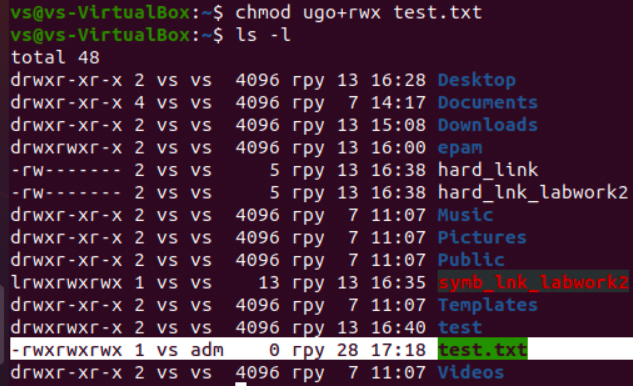 vs@vs-VirtualBox:~$ chmod ugo+rwx test.txt
vs@vs-VirtualBox:~$ ls -l
total 48
drwxr-xr-x 2 vs vs 4096 гру 13 16:28 Desktop
drwxr-xr-x 4 vs vs 4096 гру 7 14:17 Documents
drwxr-xr-x 2 vs vs 4096 гру 13 15:08 Downloads
drwxrwxr-x 2 vs vs 4096 гру 13 16:00 epam
-rw------- 2 vs vs 5 гру 13 16:38 hard_link
-rw------- 2 vs vs 5 гру 13 16:38 hard_lnk_labwork2
drwxr-xr-x 2 vs vs 4096 гру 7 11:07 Music
drwxr-xr-x 2 vs vs 4096 гру 7 11:07 Pictures
drwxr-xr-x 2 vs vs 4096 гру 7 11:07 Public
lrwxrwxrwx 1 vs vs 13 гру 13 16:35 symb_lnk_labwork2
drwxr-xr-x 2 vs vs 4096 гру 7 11:07 Templates
drwxrwxr-x 2 vs vs 4096 гру 13 16:40 test
-rwxrwxrwx 1 vs adm 0 гру 28 17:18 test.txt
drwxr-xr-x 2 vs vs 4096 гру 7 11:07 Videos